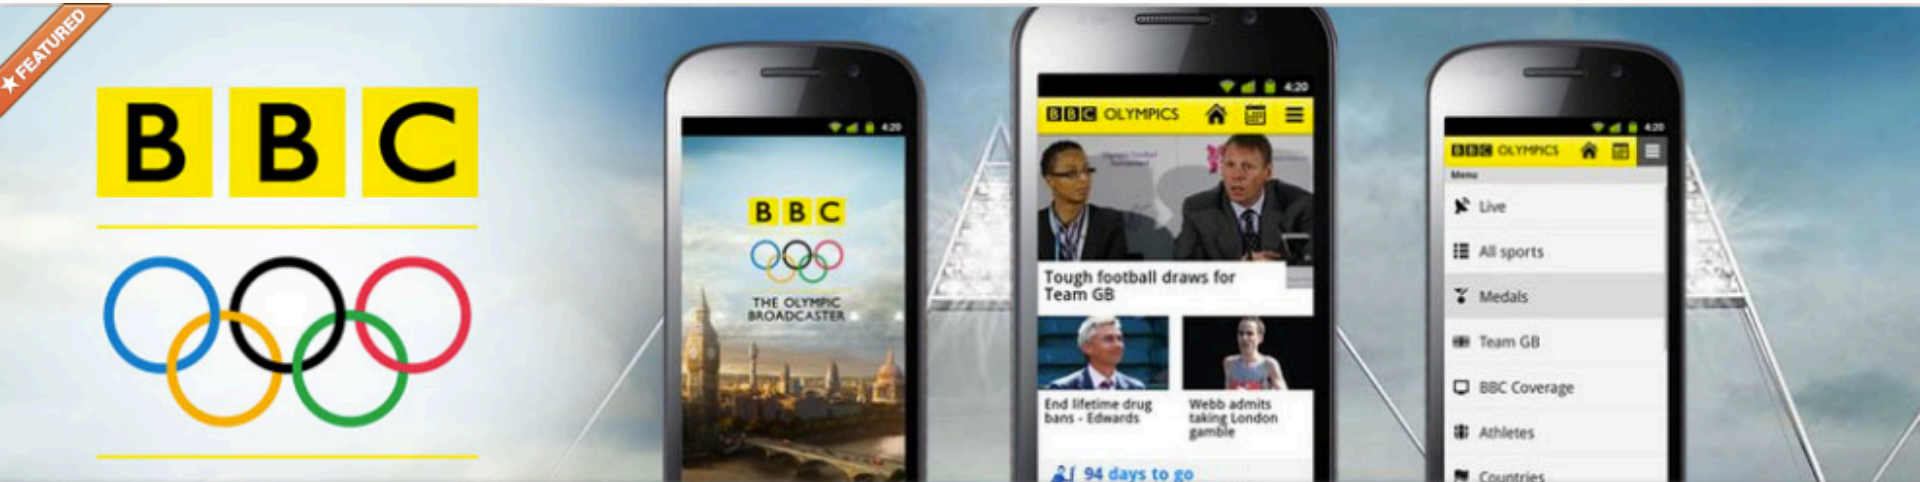 FEATURED
BBC
4:20
BBC
THE OLYMPIC
BROADCASTER
4:20
BBC OLYMPICS
Tough football draws for
Team GB
End lifetime drug
bans - Edwards
Webb admits
taking London
gamble
94 days to go
4:20
BBC OLYMPICS
Menu
Live
All sports
Medals
Team GB
BBC Coverage
Athletes
Countries